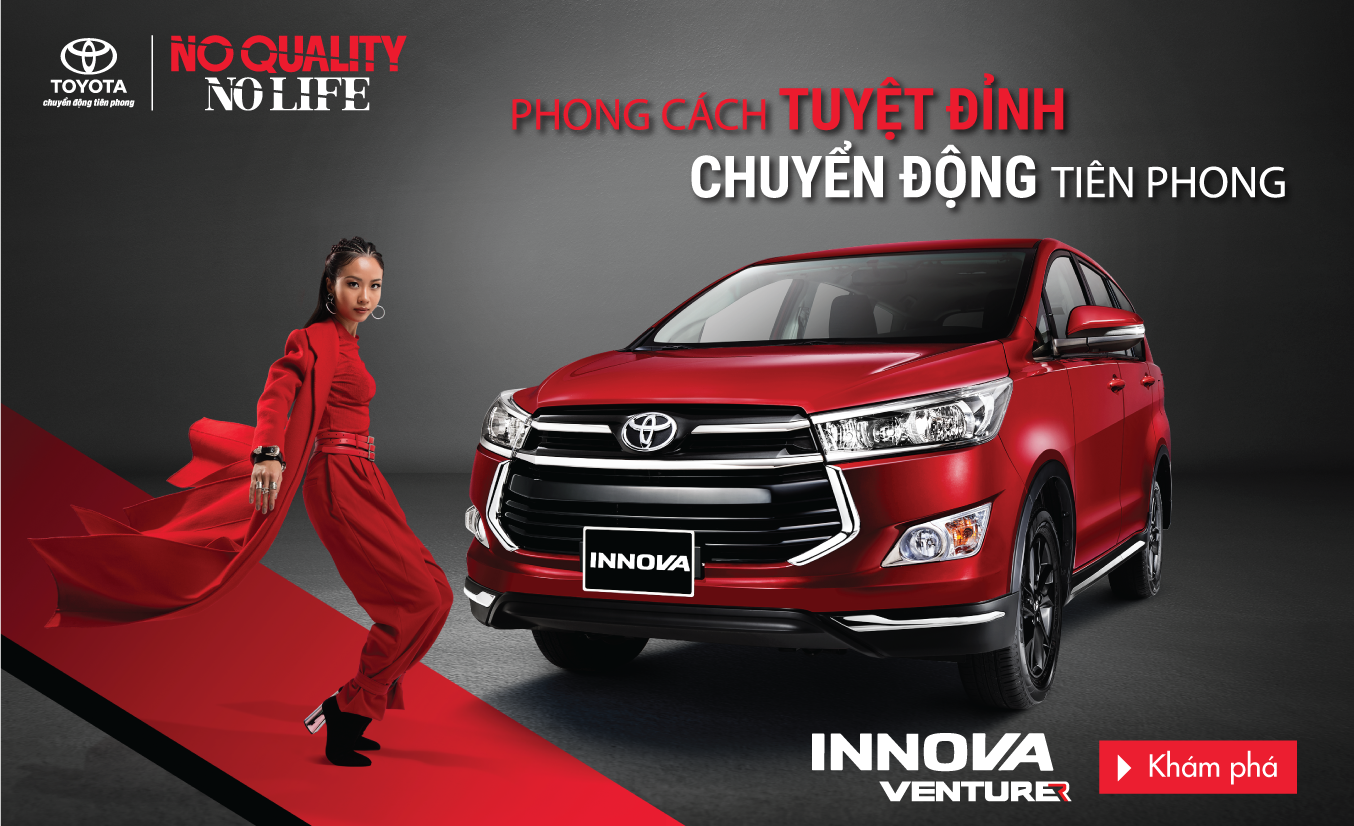 TOYOTA
chuyển động tiên phong
NO QUALITY
NO LIFE
PHONG CÁCH TUYỆT ĐỈNH
CHUYỂN ĐỘNG TIÊN PHONG
INNOVA
INNOVA
VENTURER
Khám phá